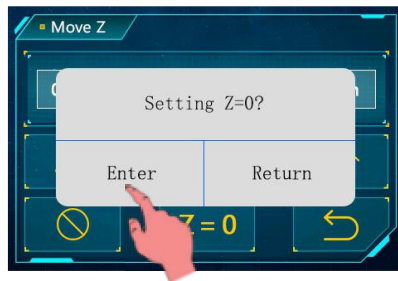 Move Z
Setting Z=0?
Enter
Return
Z = 0